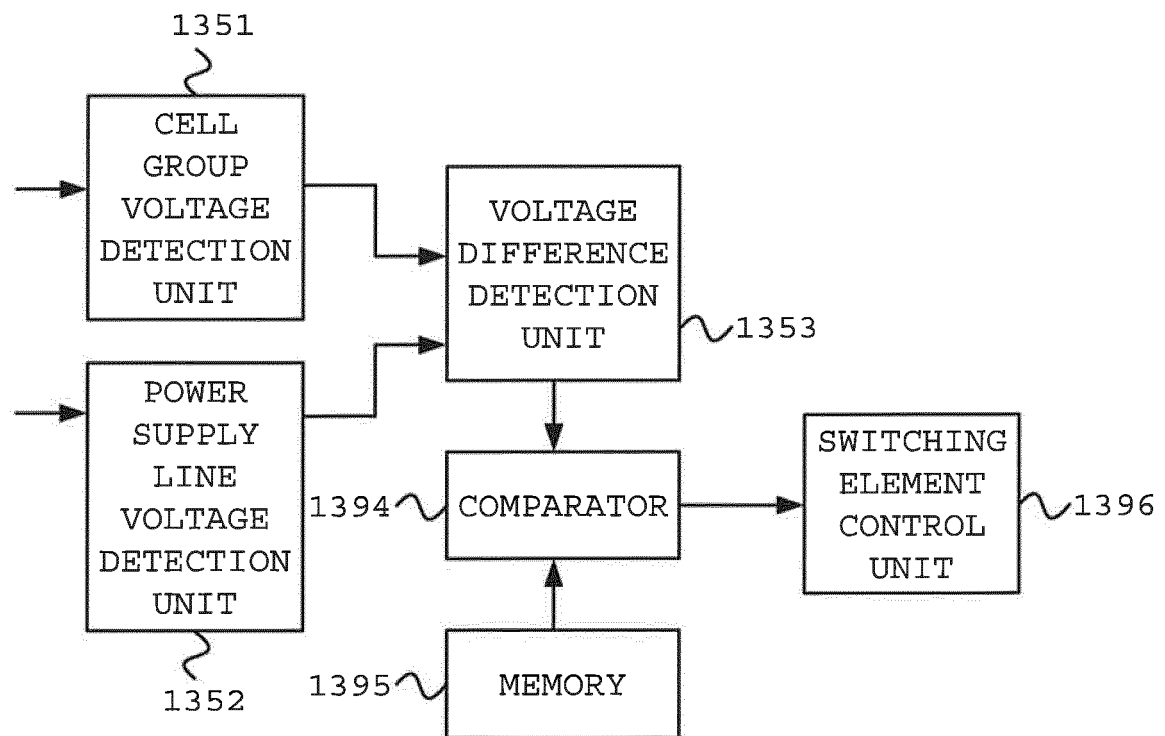 1351
CELL
GROUP
VOLTAGE
DETECTION
UNIT
VOLTAGE
DIFFERENCE
DETECTION
UNIT
1353
POWER
SUPPLY
LINE
VOLTAGE
DETECTION
UNIT
1352
1394
COMPARATOR
SWITCHING
ELEMENT
CONTROL
UNIT
1396
1395
MEMORY